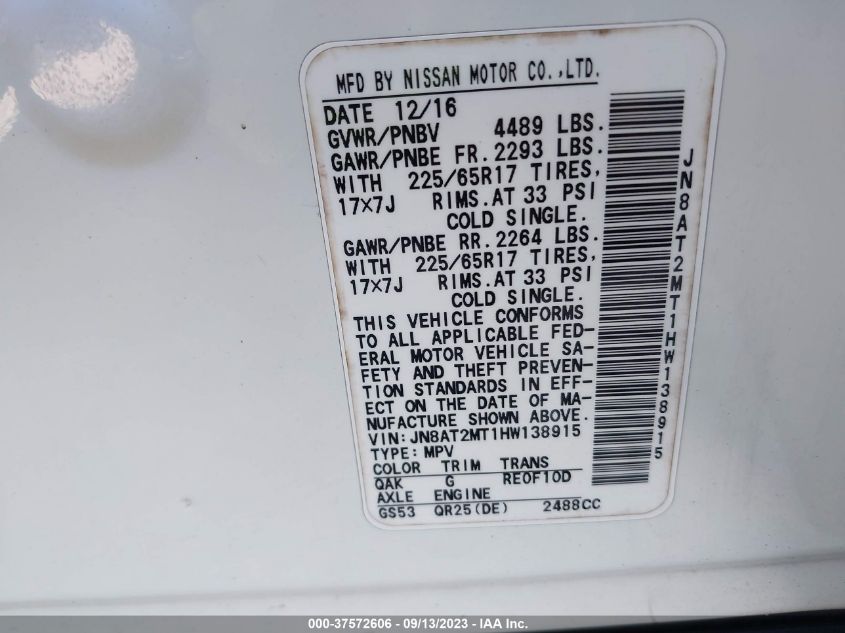 MFD BY NISSAN MOTOR CO.,LTD.
DATE 12/16
GVWR/PNBV 4489 LBS.
GAWR/PNBE FR. 2293 LBS.
WITH 225/65R17 TIRES,
17×7J RIMS.AT 33 PSI
COLD SINGLE.
GAWR/PNBE RR. 2264 LBS.
WITH 225/65R17 TIRES,
17×7J RIMS.AT 33 PSI
COLD SINGLE.
THIS VEHICLE CONFORMS
TO ALL APPLICABLE FED-
ERAL MOTOR VEHICLE SA-
FETY AND THEFT PREVEN-
TION STANDARDS IN EFF-
ECT ON THE DATE OF MA-
NUFACTURE SHOWN ABOVE.
VIN:JN8AT2MT1HW138915
TYPE:MPV
COLOR TRIM TRANS
QAK G RE0F10D
AXLE ENGINE
GS53 QR25(DE) 2488CC
JN8AT2MT1HW138915
000-37572606 - 09/13/2023 - IAA Inc.